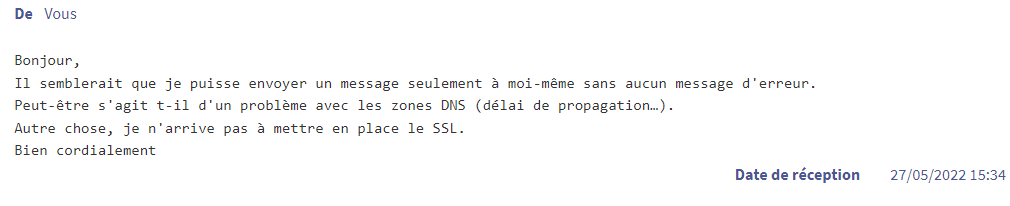 De Vous
Bonjour,
Il semblerait que je puisse envoyer un message seulement à moi-même sans aucun message d'erreur.
Peut-être s'agit t-il d'un problème avec les zones DNS (délai de propagation…).
Autre chose, je n'arrive pas à mettre en place le SSL.
Bien cordialement
Date de réception 27/05/2022 15:34